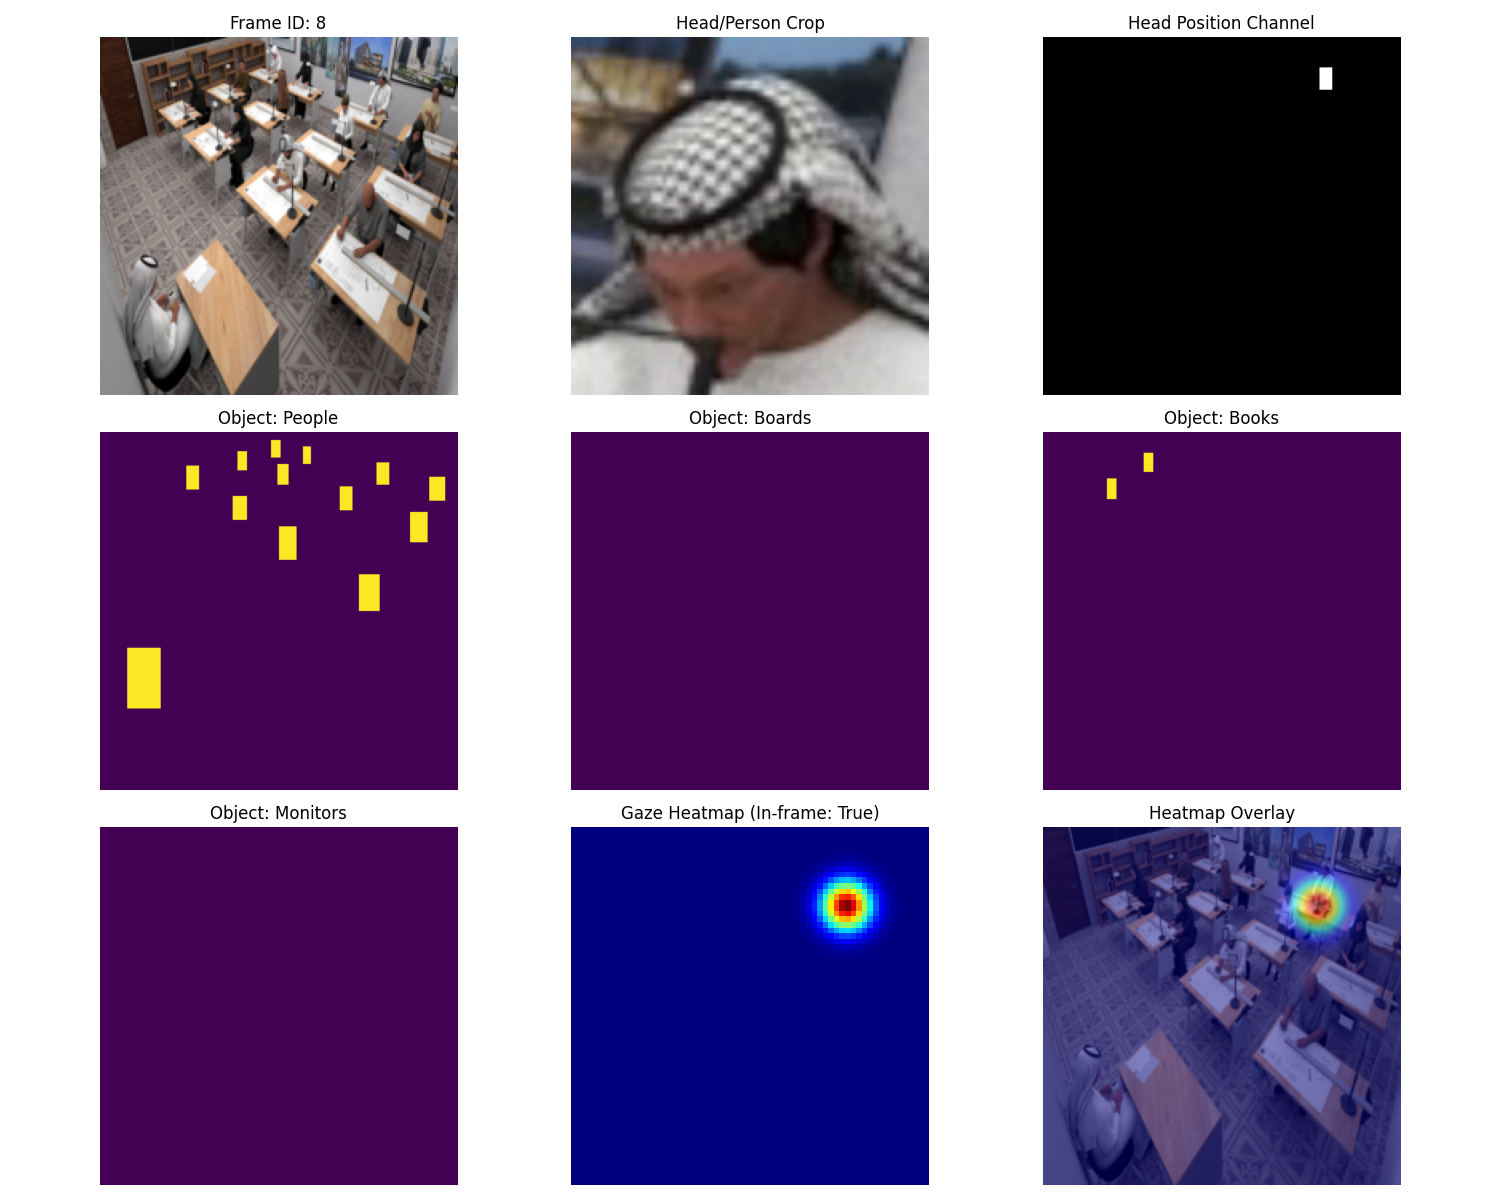 Frame ID: 8
Head/Person Crop
Head Position Channel
Object: People
Object: Boards
Object: Books
Object: Monitors
Gaze Heatmap (In-frame: True)
Heatmap Overlay